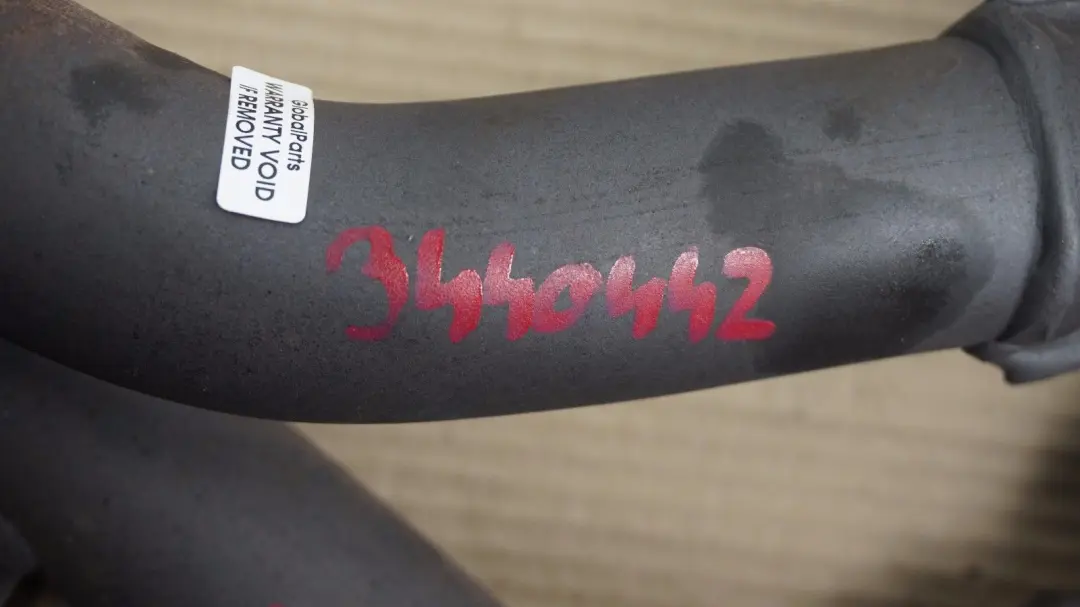 GlobalParts
WARRANTY VOID
IF REMOVED
3440442